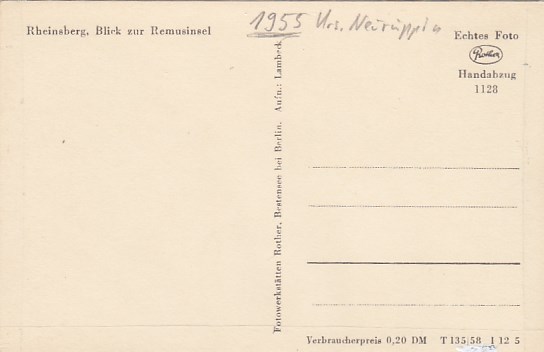 Rheinsberg, Blick zur Remusinsel
1955 Krs. Neuruppin
Echtes Foto
Rother
Handabzug
1128
Fotowerkstätten Rother, Bestensee bei Berlin. Aufn.: Lambeck.
Verbraucherpreis 0,20 DM T 135/58 1 12 5